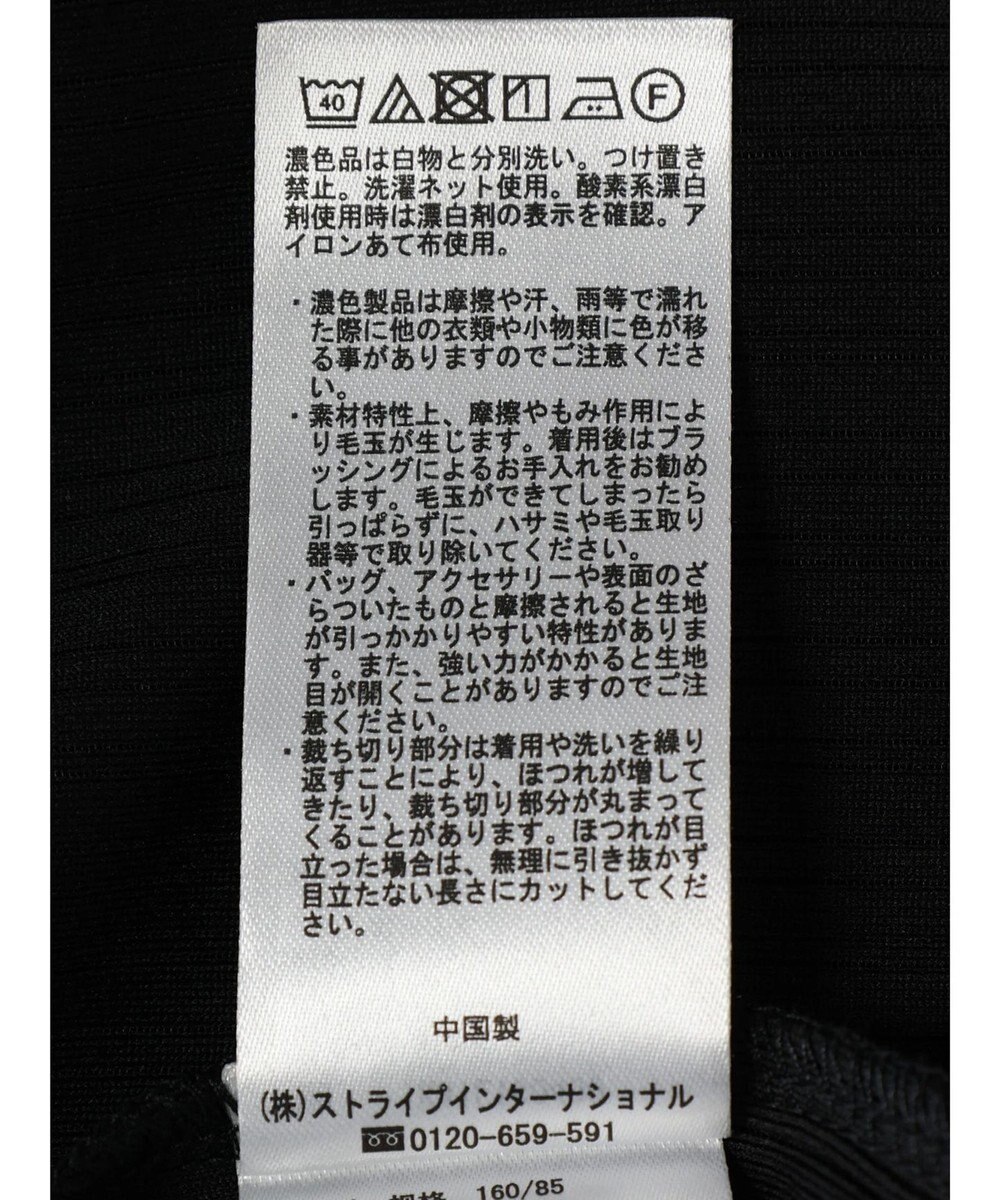 40
F
濃色品は白物と分別洗い。つけ置き
禁止。洗濯ネット使用。酸素系漂白
剤使用時は漂白剤の表示を確認。ア
イロンあて布使用。
・濃色製品は摩擦や汗、雨等で濡れ
た際に他の衣類や小物類に色が移
る事がありますのでご注意くださ
い。
・素材特性上、摩擦やもみ作用によ
り毛玉が生じます。着用後はブラ
ッシングによるお手入れをお勧め
します。毛玉ができてしまったら
引っぱらずに、ハサミや毛玉取り
器等で取り除いてください。
・バッグ、アクセサリーや表面のざ
らついたものと摩擦されると生地
が引っかかりやすい特性がありま
す。また、強い力がかかると生地
目が開くことがありますのでご注
意ください。
・裁ち切り部分は着用や洗いを繰り
返すことにより、ほつれが増して
きたり、裁ち切り部分が丸まって
くることがあります。ほつれが目
立った場合は、無理に引き抜かず
目立たない長さにカットしてくだ
さい。
中国製
(株)ストライプインターナショナル
0120-659-591
規格 160/85